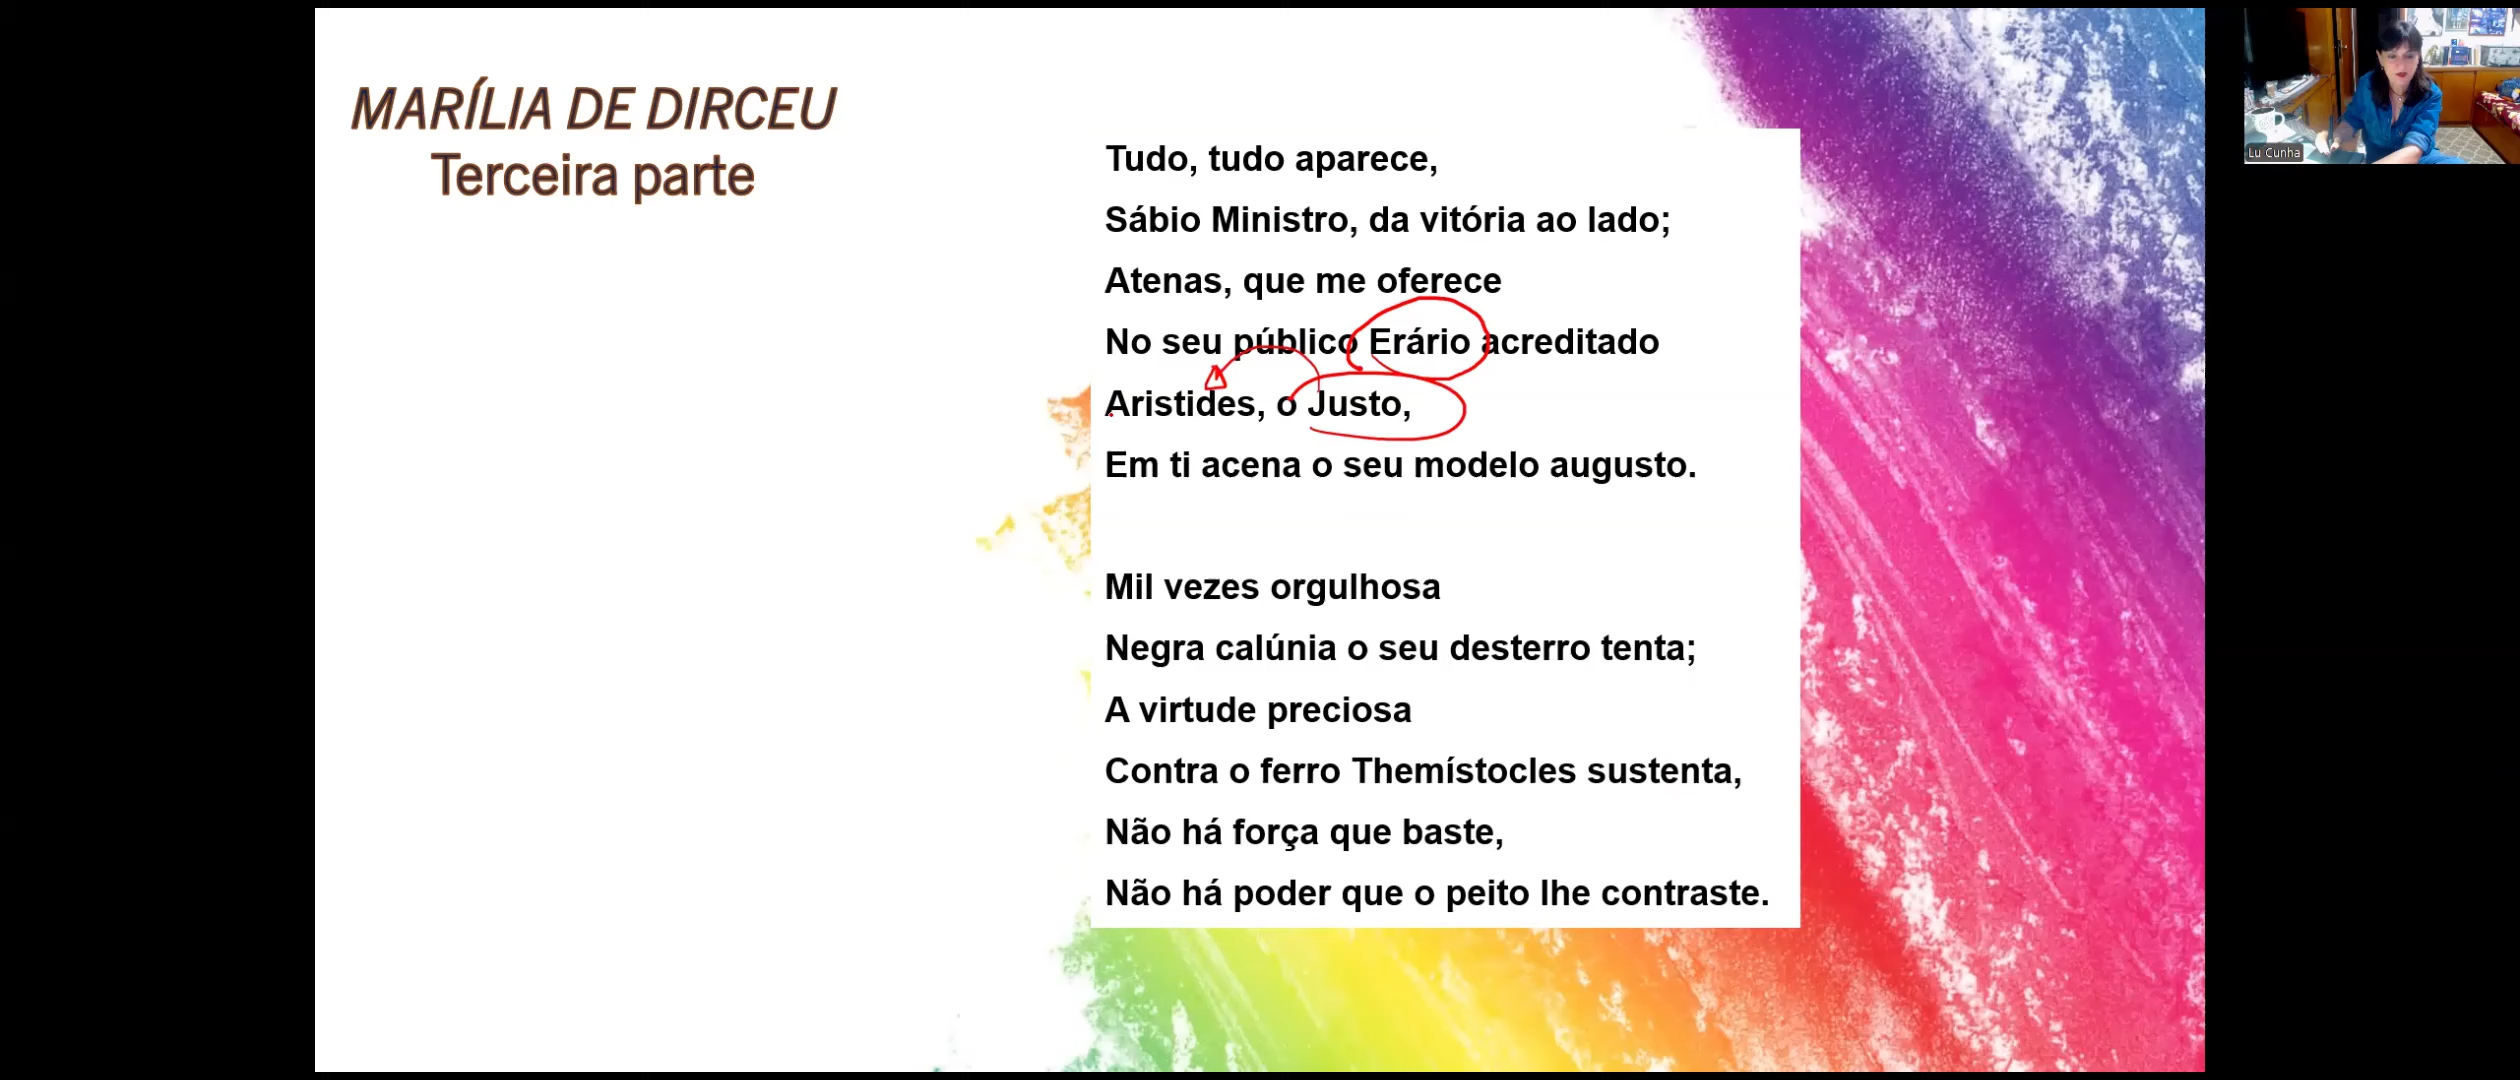 MARÍLIA DE DIRCEU
Terceira parte
Tudo, tudo aparece,
Sábio Ministro, da vitória ao lado;
Atenas, que me oferece
No seu público Erário acreditado
Aristides, o Justo,
Em ti acena o seu modelo augusto.
Mil vezes orgulhosa
Negra calúnia o seu desterro tenta;
A virtude preciosa
Contra o ferro Themístocles sustenta,
Não há força que baste,
Não há poder que o peito lhe contraste.
Lu Cunha